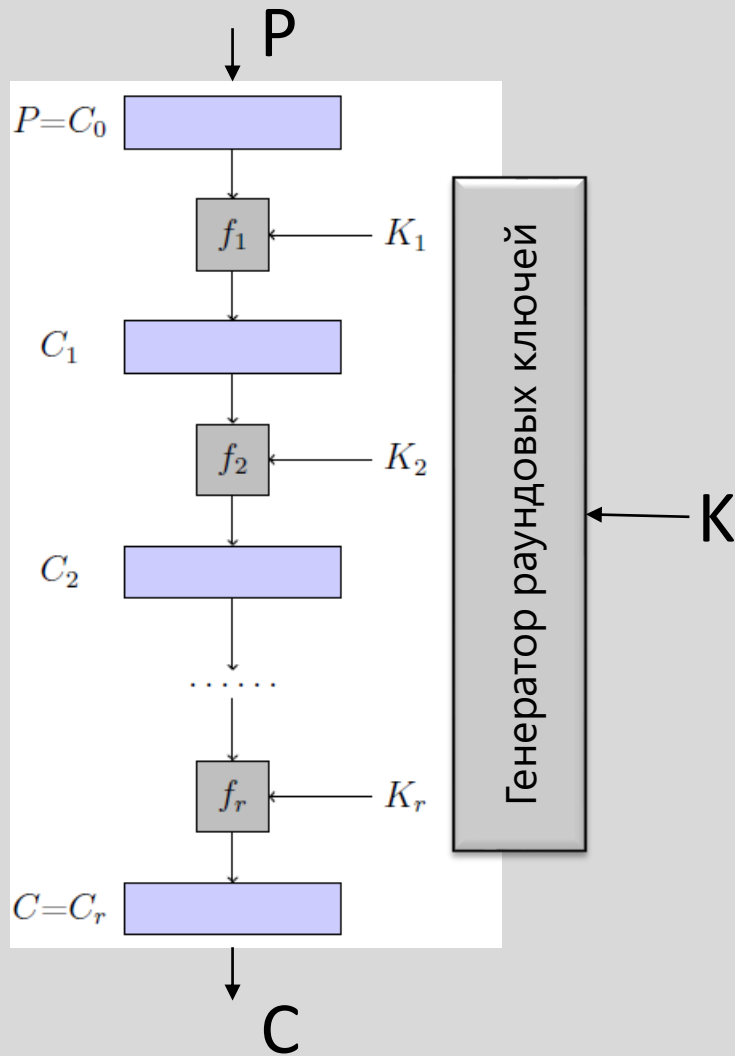 P
P=C₀
f₁
K₁
C₁
f₂
K₂
C₂
......
fᵣ
Kᵣ
C=Cᵣ
C
Генератор раундовых ключей
K